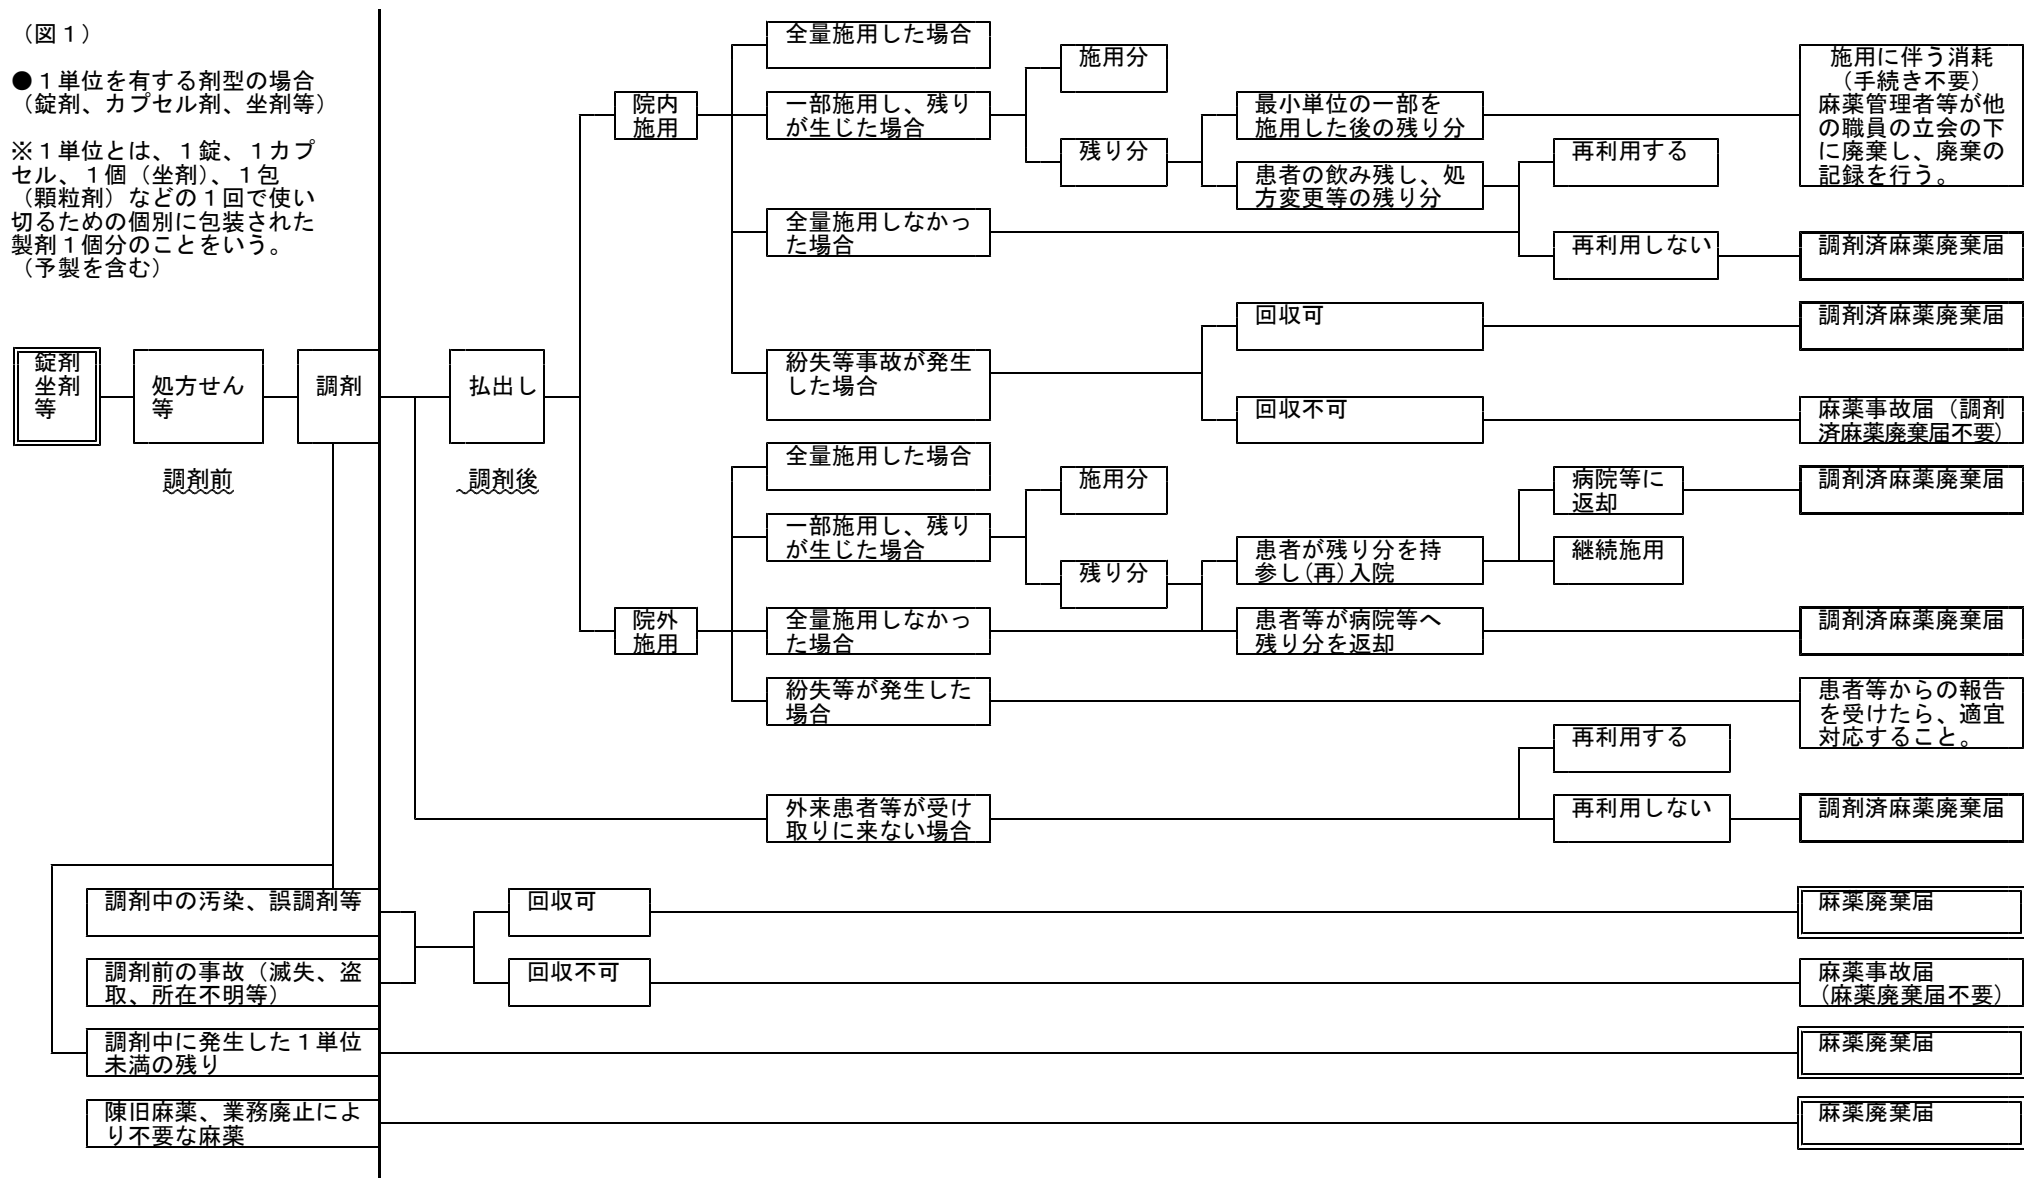 （図１）
●１単位を有する剤型の場合
（錠剤、カプセル剤、坐剤等）
※１単位とは、１錠、１カプ
セル、１個（坐剤）、１包
（顆粒剤）などの１回で使い
切るための個別に包装された
製剤１個分のことをいう。
（予製を含む）
錠剤
坐剤
等
処方せん
等
調剤
調剤前
払出し
調剤後
院内
施用
全量施用した場合
一部施用し、残り
が生じた場合
施用分
残り分
最小単位の一部を
施用した後の残り分
施用に伴う消耗
（手続き不要）
麻薬管理者等が他
の職員の立会の下
に廃棄し、廃棄の
記録を行う。
患者の飲み残し、処
方変更等の残り分
再利用する
全量施用しなかっ
た場合
再利用しない
調剤済麻薬廃棄届
紛失等事故が発生
した場合
回収可
調剤済麻薬廃棄届
回収不可
麻薬事故届（調剤
済麻薬廃棄届不要）
院外
施用
全量施用した場合
一部施用し、残り
が生じた場合
施用分
残り分
患者が残り分を持
参し(再)入院
病院等に
返却
調剤済麻薬廃棄届
継続施用
全量施用しなかっ
た場合
患者等が病院等へ
残り分を返却
調剤済麻薬廃棄届
紛失等が発生した
場合
患者等からの報告
を受けたら、適宜
対応すること。
外来患者等が受け
取りに来ない場合
再利用する
再利用しない
調剤済麻薬廃棄届
調剤中の汚染、誤調剤等
回収可
麻薬廃棄届
調剤前の事故（滅失、盗
取、所在不明等）
回収不可
麻薬事故届
（麻薬廃棄届不要）
調剤中に発生した１単位
未満の残り
麻薬廃棄届
陳旧麻薬、業務廃止によ
り不要な麻薬
麻薬廃棄届